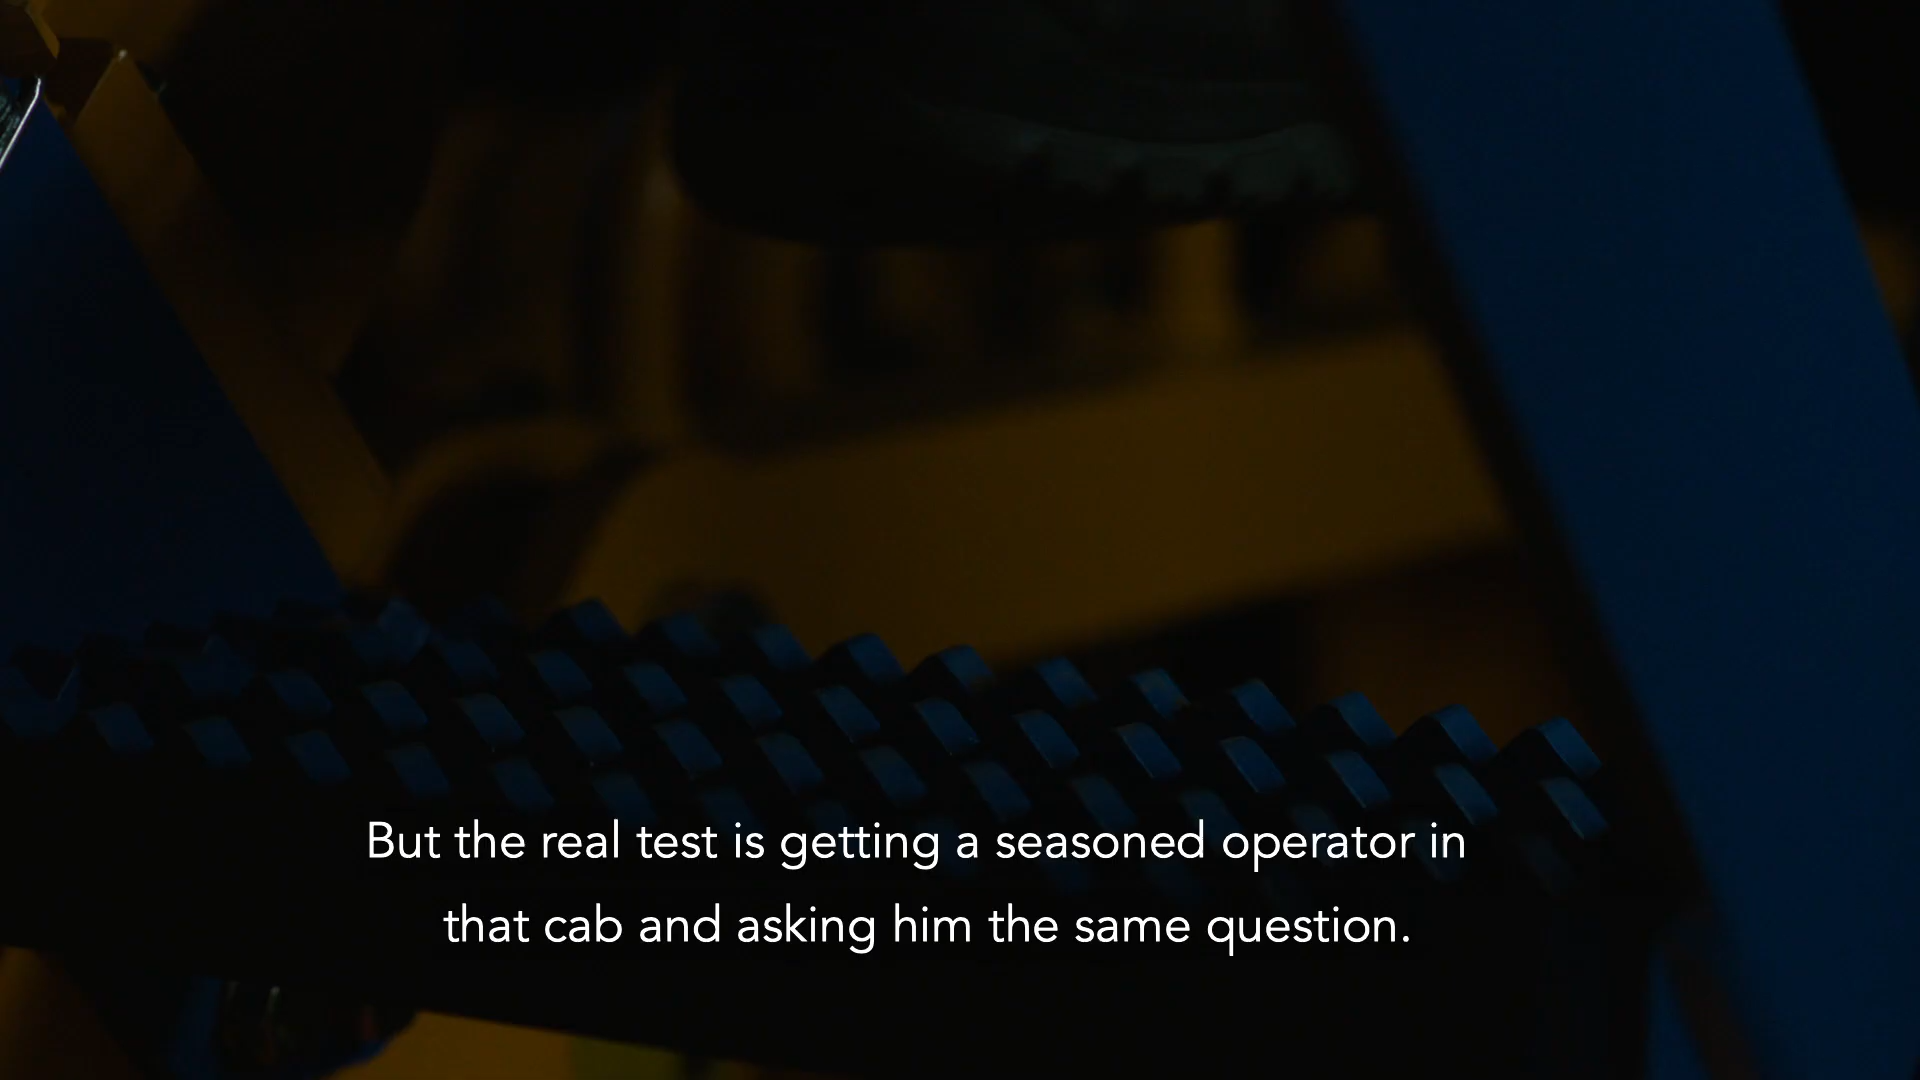 But the real test is getting a seasoned operator in
that cab and asking him the same question.